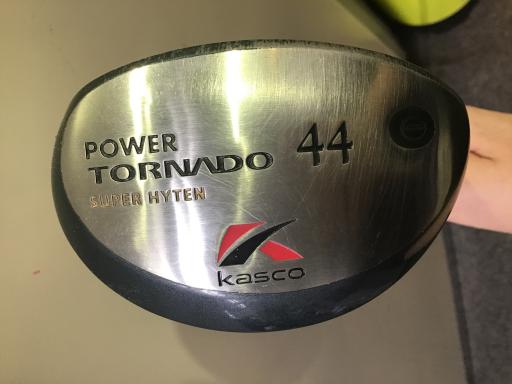 POWER
TORNADO 44
SUPER HYTEN
kasco